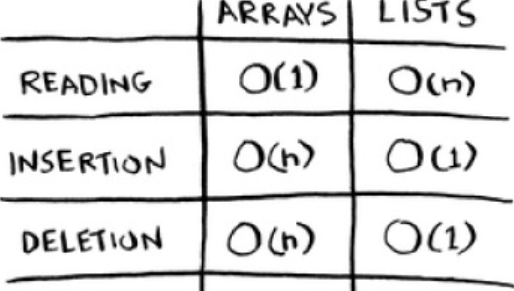 ARRAYS LISTS
READING O(1) O(n)
INSERTION O(n) O(1)
DELETION O(n) O(1)